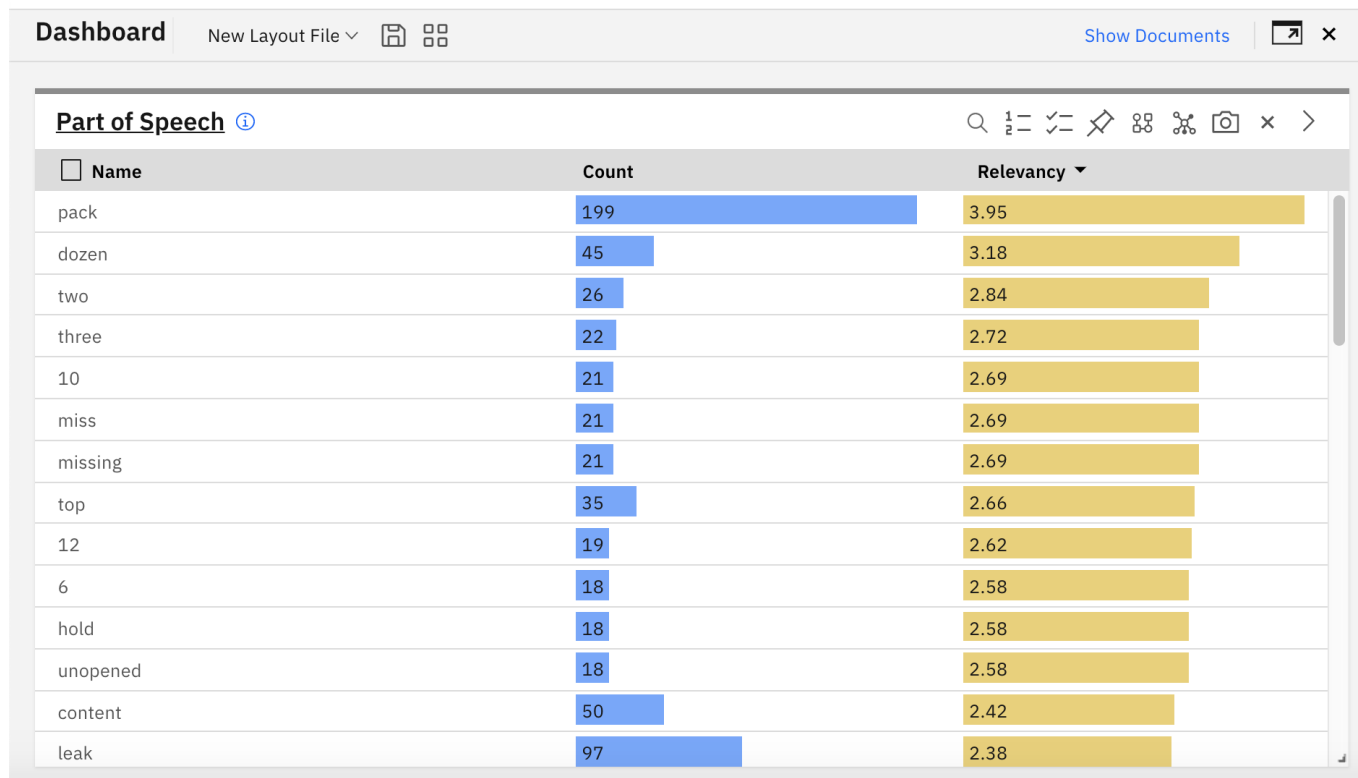 Dashboard New Layout File Show Documents
Part of Speech
Name Count Relevancy
pack 199 3.95
dozen 45 3.18
two 26 2.84
three 22 2.72
10 21 2.69
miss 21 2.69
missing 21 2.69
top 35 2.66
12 19 2.62
6 18 2.58
hold 18 2.58
unopened 18 2.58
content 50 2.42
leak 97 2.38